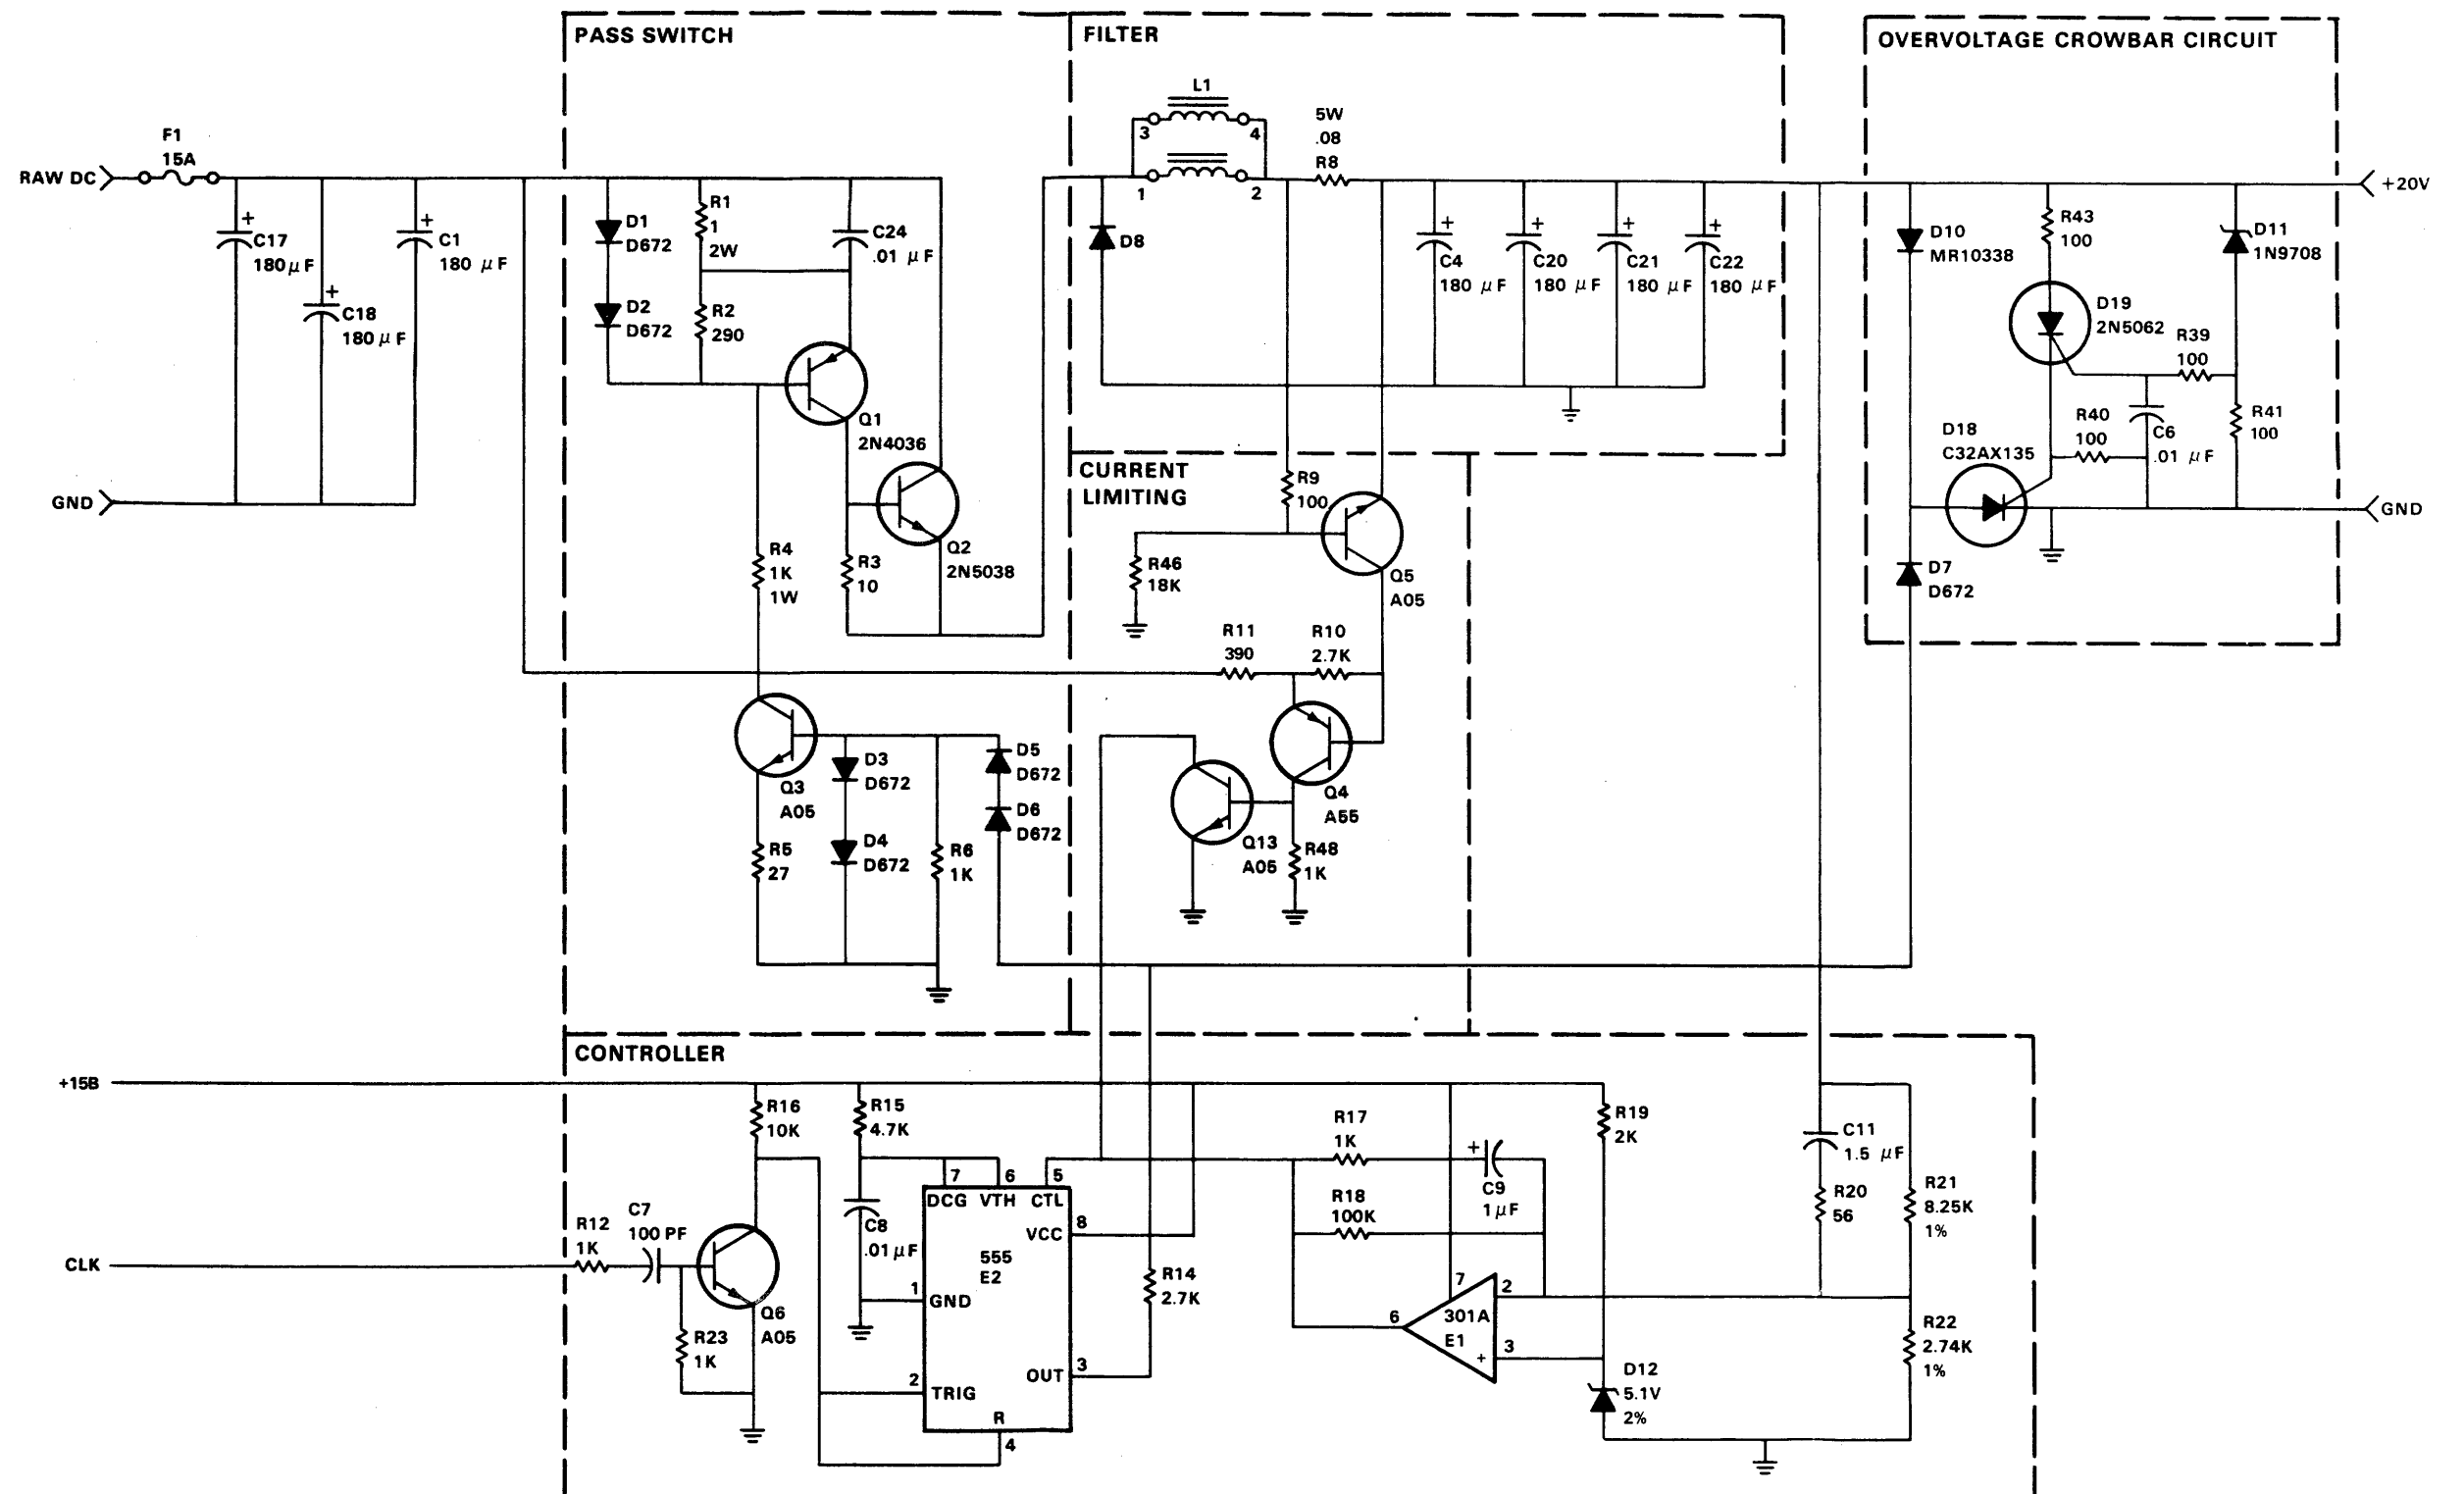 PASS SWITCH
FILTER
OVERVOLTAGE CROWBAR CIRCUIT
RAW DC
F1
15A
GND
+
C17
180 μF
+
C18
180 μF
+
C1
180 μF
D1
D672
D2
D672
R1
1
2W
R2
290
C24
.01 μF
Q1
2N4036
Q2
2N5038
R3
10
R4
1K
1W
L1
3
4
1
2
5W
.08
R8
D8
+
C4
180 μF
+
C20
180 μF
+
C21
180 μF
+
C22
180 μF
+20V
D10
MR10338
R43
100
D11
1N9708
D19
2N5062
R39
100
R40
100
C6
.01 μF
R41
100
D18
C32AX135
GND
D7
D672
CURRENT
LIMITING
R9
100
R46
18K
Q5
A05
R11
390
R10
2.7K
Q4
A55
Q13
A05
R48
1K
Q3
A05
R5
27
D3
D672
D4
D672
R6
1K
D5
D672
D6
D672
CONTROLLER
+15B
R16
10K
R15
4.7K
7
6
5
DCG
VTH
CTL
VCC
8
555
E2
1
GND
OUT
3
2
TRIG
R
4
C8
.01 μF
CLK
R12
1K
C7
100 PF
Q6
A05
R23
1K
R14
2.7K
R17
1K
+
C9
1 μF
R18
100K
R19
2K
7
2
301A
6
E1
3
+
D12
5.1V
2%
C11
1.5 μF
R20
56
R21
8.25K
1%
R22
2.74K
1%